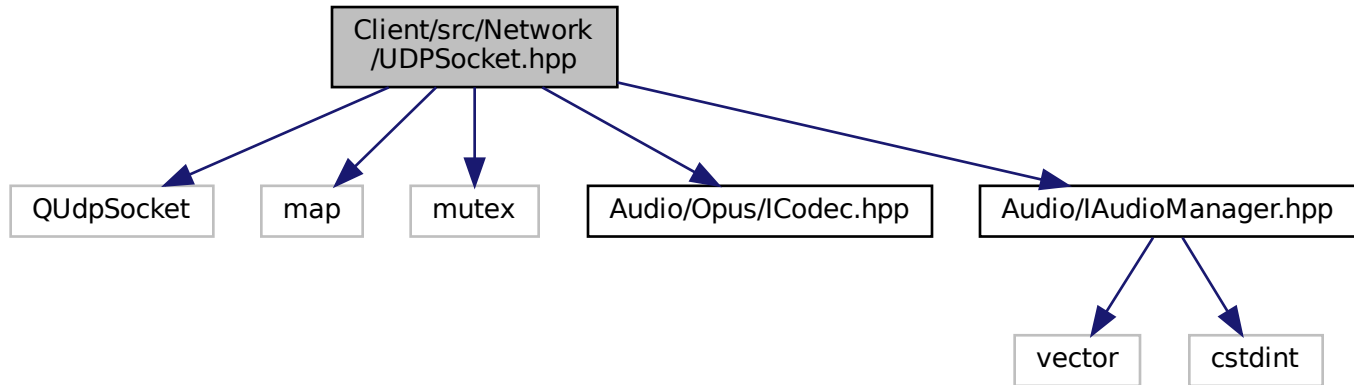 Client/src/Network
/UDPSocket.hpp
QUdpSocket
map
mutex
Audio/Opus/ICodec.hpp
Audio/IAudioManager.hpp
vector
cstdint